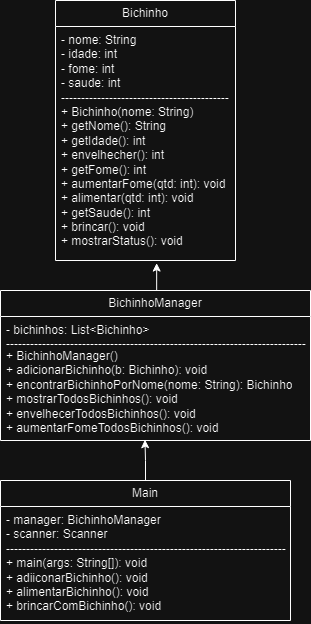 Bichinho
- nome: String
- idade: int
- fome: int
- saude: int
-----------------------------------------
+ Bichinho(nome: String)
+ getNome(): String
+ getIdade(): int
+ envelhecher(): int
+ getFome(): int
+ aumentarFome(qtd: int): void
+ alimentar(qtd: int): void
+ getSaude(): int
+ brincar(): void
+ mostrarStatus(): void
BichinhoManager
- bichinhos: List<Bichinho>
-------------------------------------------------------------------------
+ BichinhoManager()
+ adicionarBichinho(b: Bichinho): void
+ encontrarBichinhoPorNome(nome: String): Bichinho
+ mostrarTodosBichinhos(): void
+ envelhecerTodosBichinhos(): void
+ aumentarFomeTodosBichinhos(): void
Main
- manager: BichinhoManager
- scanner: Scanner
--------------------------------------------------------------------
+ main(args: String[]): void
+ adiiconarBichinho(): void
+ alimentarBichinho(): void
+ brincarComBichinho(): void